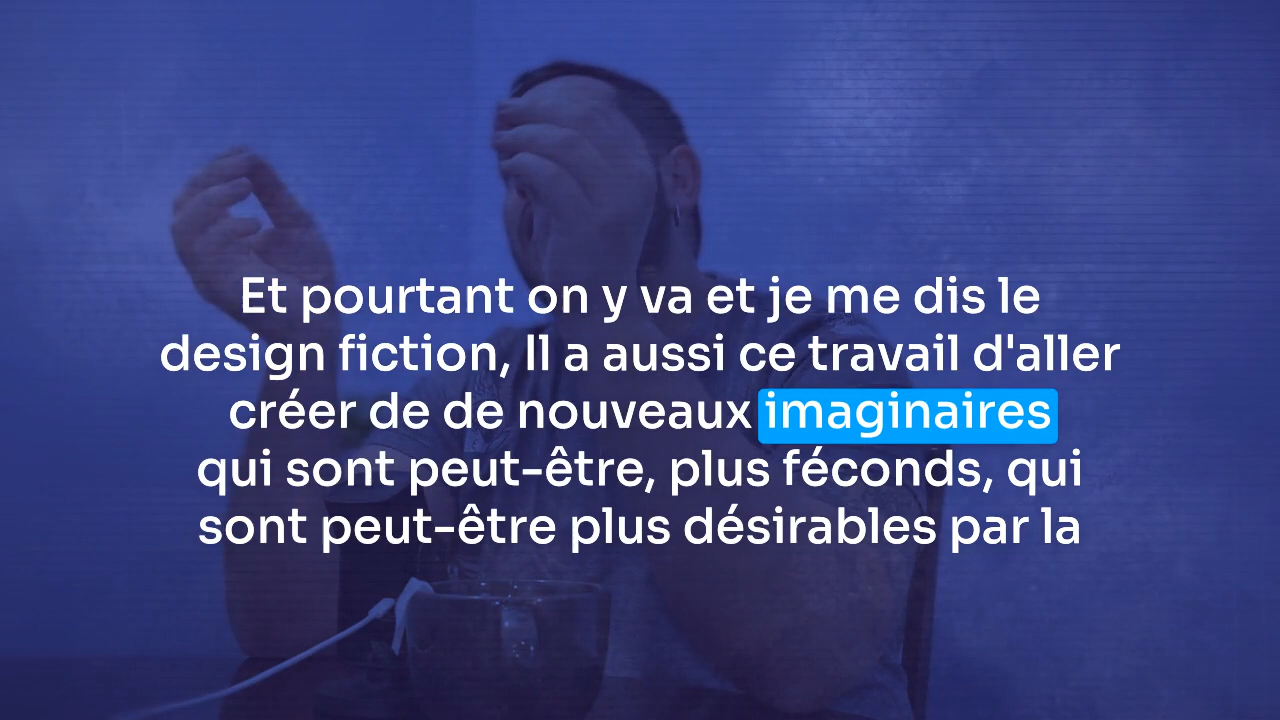 Et pourtant on y va et je me dis le
design fiction, Il a aussi ce travail d'aller
créer de de nouveaux imaginaires
qui sont peut-être, plus féconds, qui
sont peut-être plus désirables par la